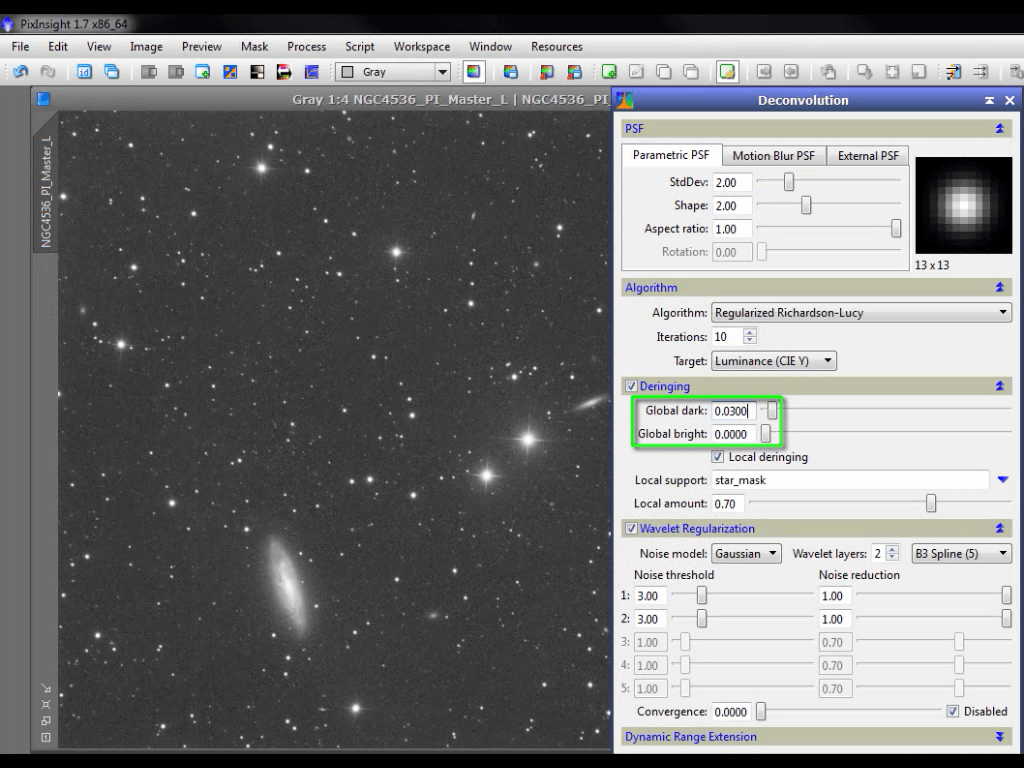 PixInsight 1.7 x86_64
File Edit View Image Preview Mask Process Script Workspace Window Resources
id Gray
Gray 1:4 NGC4536_PI_Master_L | NGC4536_PI
NGC4536_PI_Master_L
Deconvolution
PSF
Parametric PSF Motion Blur PSF External PSF
StdDev: 2.00
Shape: 2.00
Aspect ratio: 1.00
Rotation: 0.00
13 x 13
Algorithm
Algorithm: Regularized Richardson-Lucy
Iterations: 10
Target: Luminance (CIE Y)
Deringing
Global dark: 0.0300
Global bright: 0.0000
Local deringing
Local support: star_mask
Local amount: 0.70
Wavelet Regularization
Noise model: Gaussian Wavelet layers: 2 B3 Spline (5)
Noise threshold Noise reduction
1: 3.00 1.00
2: 3.00 1.00
3: 1.00 0.70
4: 1.00 0.70
5: 1.00 0.70
Convergence: 0.0000 Disabled
Dynamic Range Extension